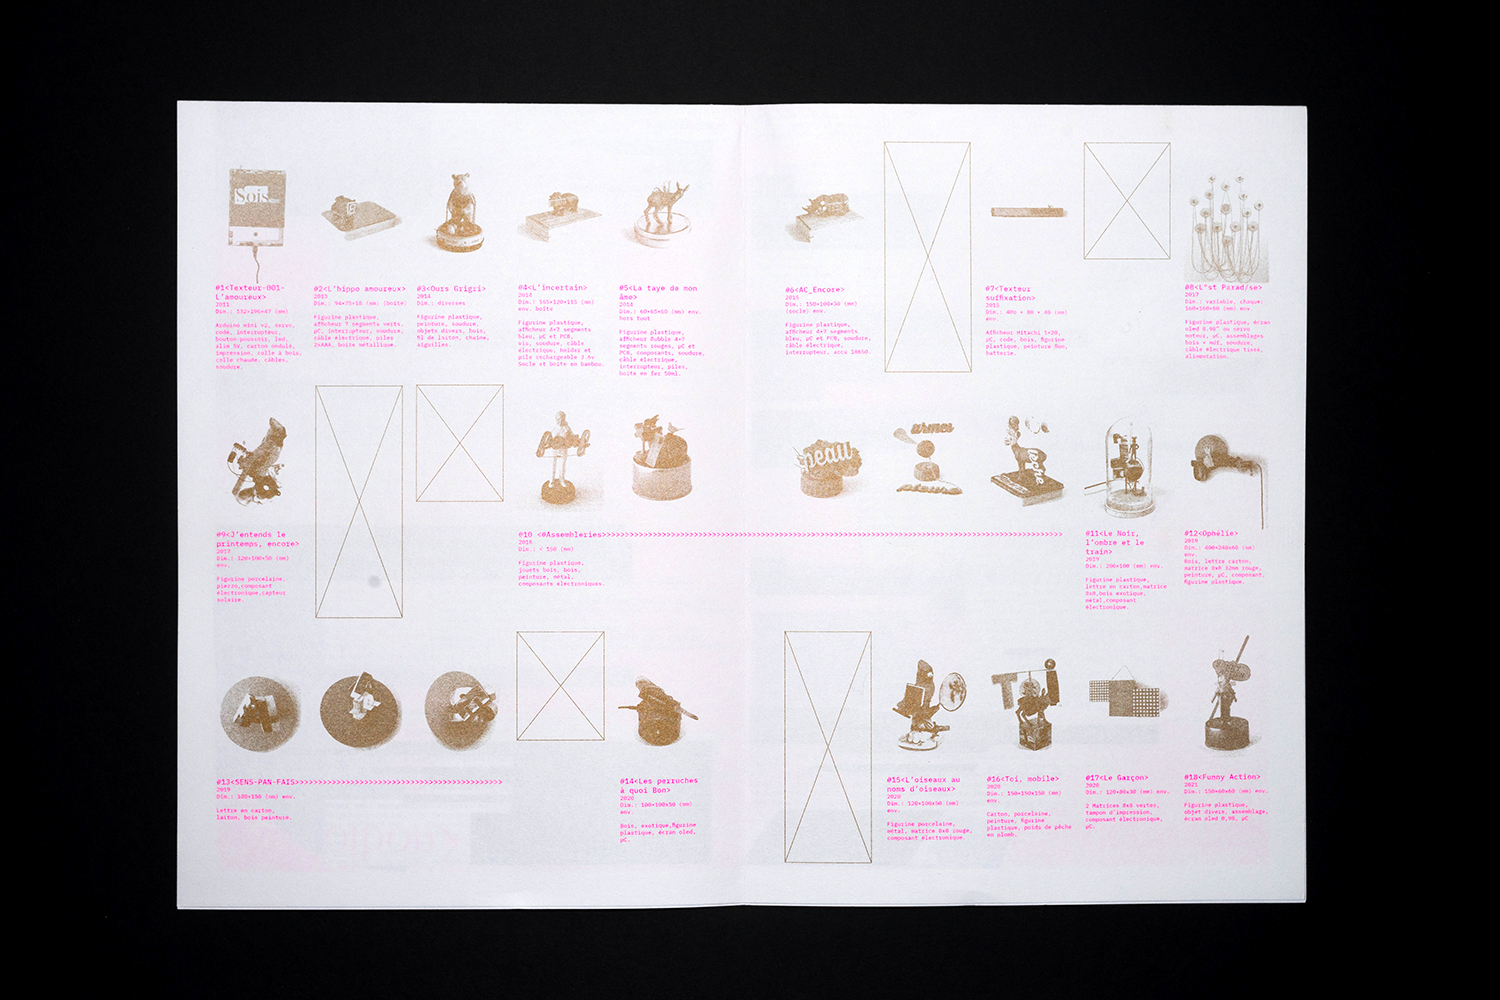 Sois
#1<Texteur-001-
L'amoureux>
2011
Dim.: 132×196×47 (mm)
Arduino mini v2, servo,
code, interrupteur,
bouton-poussoir, led,
alim 5V, carton ondulé,
impression, colle à bois,
colle chaude, câbles,
soudure.
#2<L'hippo amoureux>
2013
Dim.: 94×75×18 (mm) (boîte)
Figurine plastique,
afficheur 7 segments verts,
µC, interrupteur, soudure,
câble électrique, piles
2xAAA, boîte métallique.
#3<Ours Grigri>
2014
Dim.: diverses
Figurine plastique,
peinture, soudure,
objets divers, bois,
fil de laiton, chaîne,
aiguilles.
#4<L'incertain>
2014
Dim.: 165×120×115 (mm)
env. boîte
Figurine plastique,
afficheur 4×7 segments
bleu, µC et PCB,
vis, soudure, câble
électrique, holder et
pile rechargeable 3.6v
Socle et boîte en bambou.
#5<La faye de mon
âme>
2014
Dim.: 60×65×60 (mm) env.
hors tout
Figurine plastique,
afficheur Bubble 4×7
segments rouges, µC et
PCB, composants, soudure,
câble électrique,
interrupteur, piles,
boîte en fer 50ml.
#6<AC_Encore>
2015
Dim.: 150×100×30 (mm)
(socle) env.
Figurine plastique,
afficheur 4×7 segments
bleu, µC et PCB, soudure,
câble électrique,
interrupteur, accu 18650.
#7<Texteur
suffixation>
2015
Dim.: 400 × 40 × 40 (mm)
env.
Afficheur Hitachi 1×20,
µC, code, bois, figurine
plastique, peinture fluo,
batterie.
#8<L'st Parad/se>
2017
Dim.: variable, chaque:
160×160×60 (mm) env.
Figurine plastique, écran
oled 0.96" ou servo
moteur, µC, assemblages
bois + mdf, soudure,
câble électrique tissé,
alimentation.
peau
armes
#9<J'entends le
printemps, encore>
2017
Dim.: 120×100×50 (mm)
env.
Figurine porcelaine,
pierre,composant
électronique,capteur
solaire.
#10 <#Assembleries>>>>>>>>>>>>>>>>>>>>>>>>>>>>>>>>>>>>>>>>>>>>>>>>>>>>>>>>>>>>>>>>>>>>>>>>>>>>>>>>>>>>>>>>>>>>>
2018
Dim.: < 150 (mm)
Figurine plastique,
jouets bois, bois,
peinture, métal,
composants électroniques.
#11<Le Noir,
l'ombre et le
train>
2019
Dim.: 200×100 (mm) env.
Figurine plastique,
lettre en carton,matrice
8x8,bois exotique,
métal,composant
électronique.
#12<Ophélie>
2019
Dim.: 400×240×60 (mm)
env.
Bois, lettre carton,
matrice 8x8 32mm rouge,
peinture, µC, composant,
figurine plastique.
#13<SENS-PAN-FAIS>>>>>>>>>>>>>>>>>>>>>>>>>>>>>>>>>>>>>>>>>>>>>>
2019
Dim.: 180×150 (mm) env.
Lettre en carton,
laiton, bois peinturé.
#14<Les perruches
à quoi Bon>
2020
Dim.: 100×100×50 (mm)
env.
Bois, exotique,figurine
plastique, écran oled,
µC.
#15<L'oiseaux au
noms d'oiseaux>
2020
Dim.: 120×100×50 (mm)
env.
Figurine porcelaine,
métal, matrice 8x8 rouge,
composant électronique.
#16<Toi, mobile>
2020
Dim.: 150×100×150 (mm)
env.
Carton, porcelaine,
peinture, figurine
plastique, poids de pêche
en plomb.
#17<Le Garçon>
2020
Dim.: 120×80×30 (mm) env.
2 Matrices 8x8 vertes,
Tampon d'impression,
composant électronique,
µC.
#18<Funny Action>
2021
Dim.: 150×60×60 (mm) env.
Figurine plastique,
objet divers, assemblage,
écran oled 0,98, µC